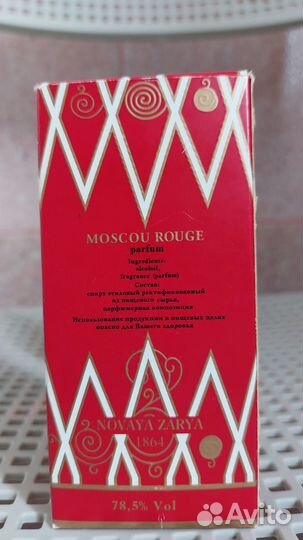 MOSCOU ROUGE
parfum
Ingredients:
alcohol,
fragrance (parfum)
Состав:
спирт этиловый ректификованный
из пищевого сырья,
парфюмерная композиция
Использование продукции в пищевых целях
опасно для Вашего здоровья
NOVAYA ZARYA
1864
78,5% Vol
Avito